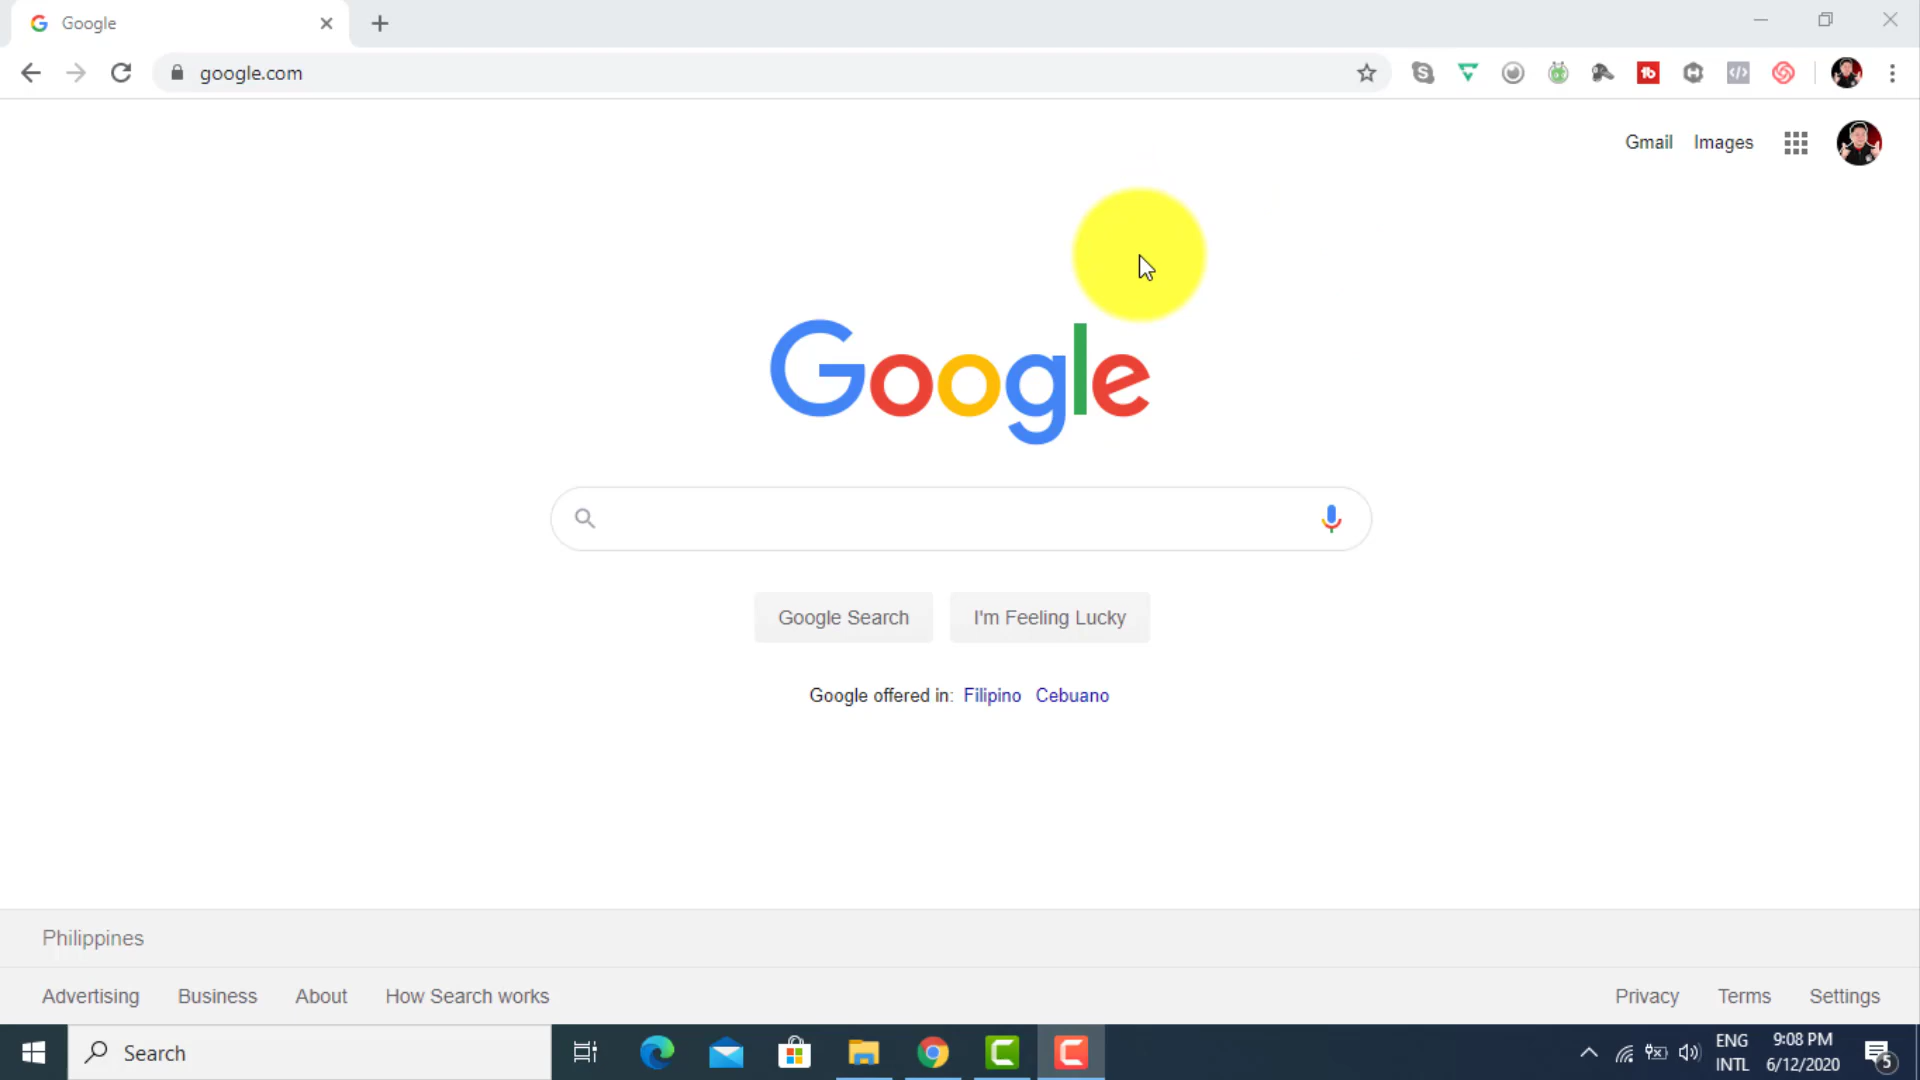 Google
google.com
Gmail Images
Google
Google Search I'm Feeling Lucky
Google offered in: Filipino Cebuano
Philippines
Advertising Business About How Search works Privacy Terms Settings
Search
ENG
INTL
9:08 PM
6/12/2020
5